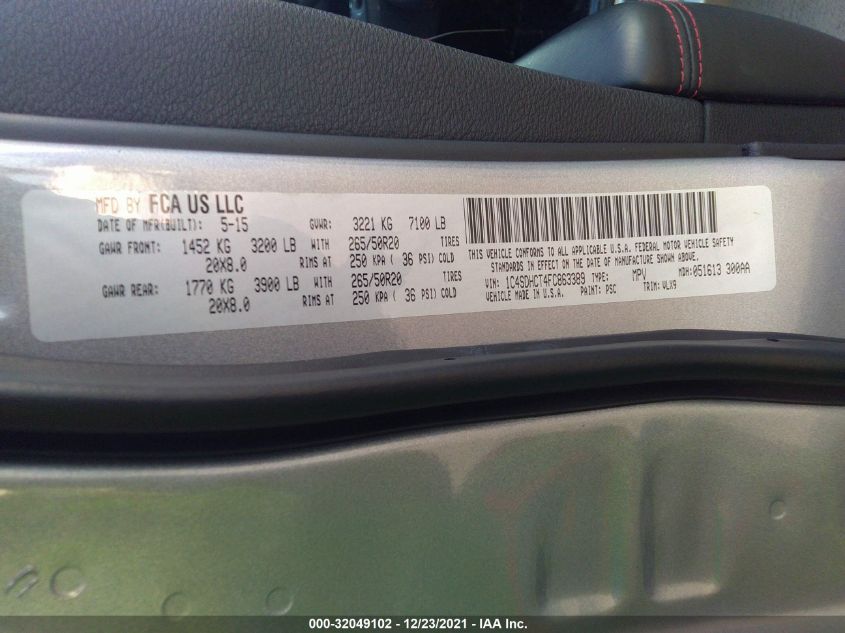 MFD BY FCA US LLC
DATE OF MFR(BUILT): 5-15 GVWR: 3221 KG 7100 LB
GAWR FRONT: 1452 KG 3200 LB WITH 265/50R20 TIRES
20X8.0 RIMS AT 250 KPA ( 36 PSI) COLD
GAWR REAR: 1770 KG 3900 LB WITH 265/50R20 TIRES
20X8.0 RIMS AT 250 KPA ( 36 PSI) COLD
THIS VEHICLE CONFORMS TO ALL APPLICABLE U.S.A. FEDERAL MOTOR VEHICLE SAFETY
STANDARDS IN EFFECT ON THE DATE OF MANUFACTURE SHOWN ABOVE.
VIN: 1C4SDHCT4FC863389 TYPE: MPV MDH: 051613 300AA
VEHICLE MADE IN U.S.A. PAINT: PSC TRIM: VLX9
000-32049102 - 12/23/2021 - IAA Inc.